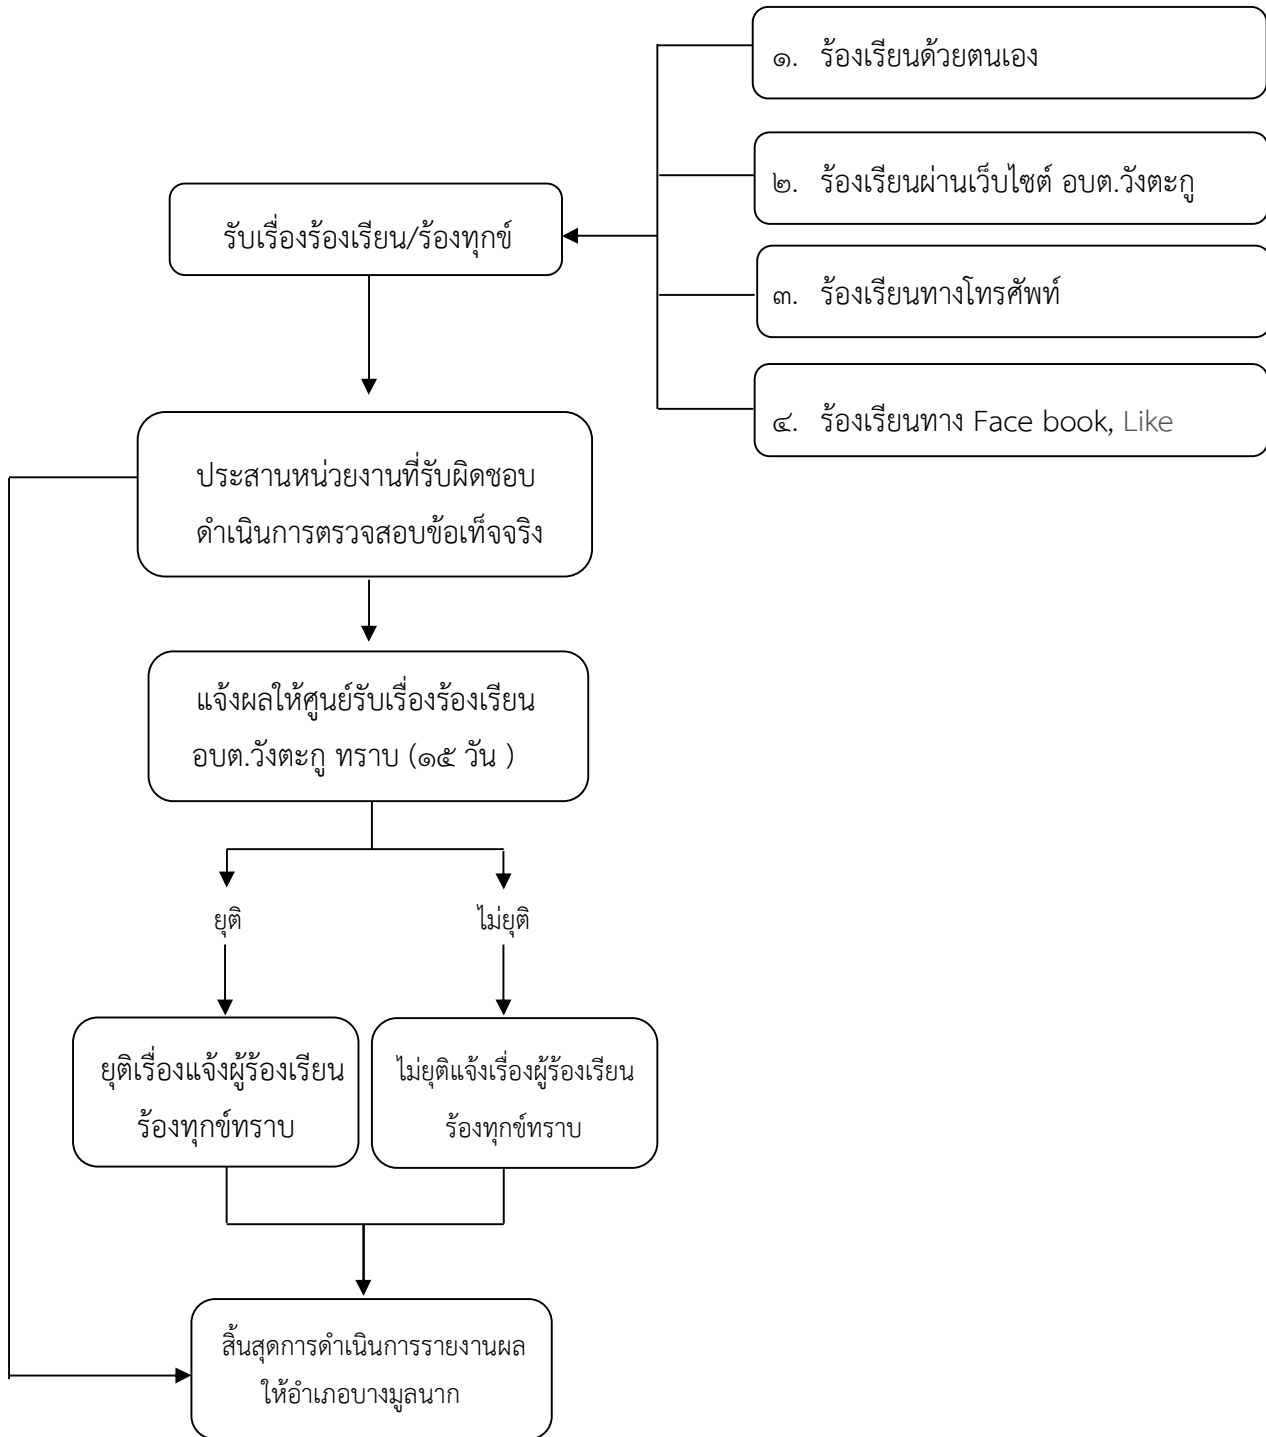 ๑. ร้องเรียนด้วยตนเอง
๒. ร้องเรียนผ่านเว็บไซต์ อบต.วังตะกู
รับเรื่องร้องเรียน/ร้องทุกข์
๓. ร้องเรียนทางโทรศัพท์
๔. ร้องเรียนทาง Face book, Like
ประสานหน่วยงานที่รับผิดชอบ
ดำเนินการตรวจสอบข้อเท็จจริง
แจ้งผลให้ศูนย์รับเรื่องร้องเรียน
อบต.วังตะกู ทราบ (๑๕ วัน )
ยุติ
ไม่ยุติ
ยุติเรื่องแจ้งผู้ร้องเรียน
ร้องทุกข์ทราบ
ไม่ยุติแจ้งเรื่องผู้ร้องเรียน
ร้องทุกข์ทราบ
สิ้นสุดการดำเนินการรายงานผล
ให้อำเภอบางมูลนาก